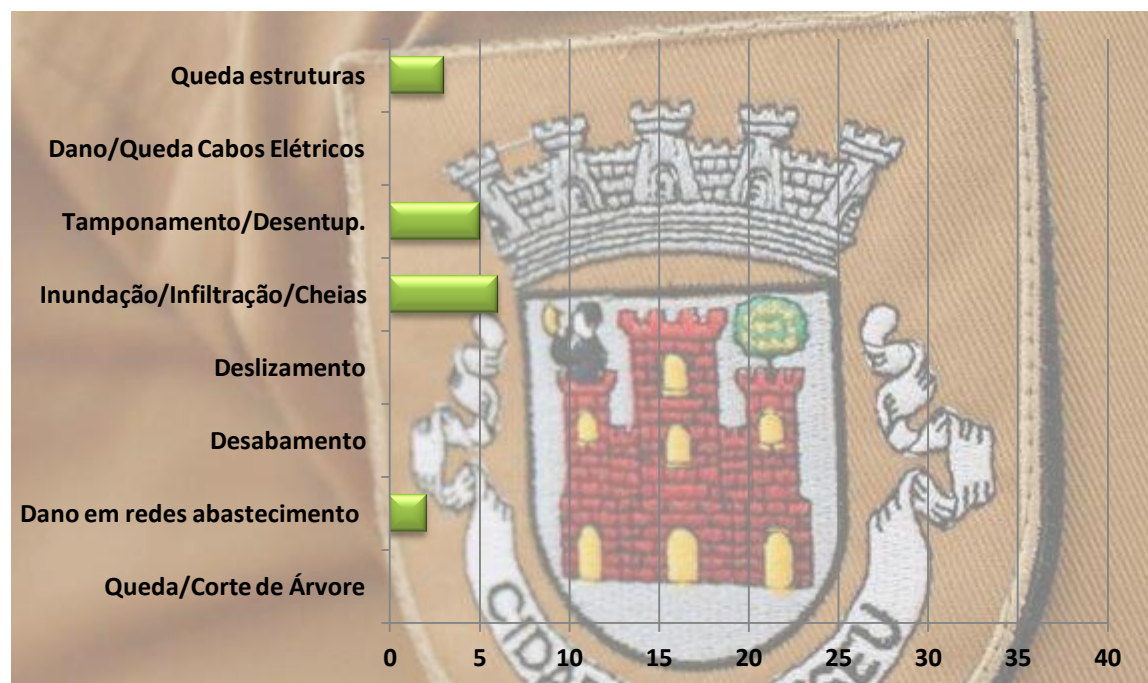 Queda estruturas
Dano/Queda Cabos Elétricos
Tamponamento/Desentup.
Inundação/Infiltração/Cheias
Deslizamento
Desabamento
Dano em redes abastecimento
Queda/Corte de Árvore
0 5 10 15 20 25 30 35 40